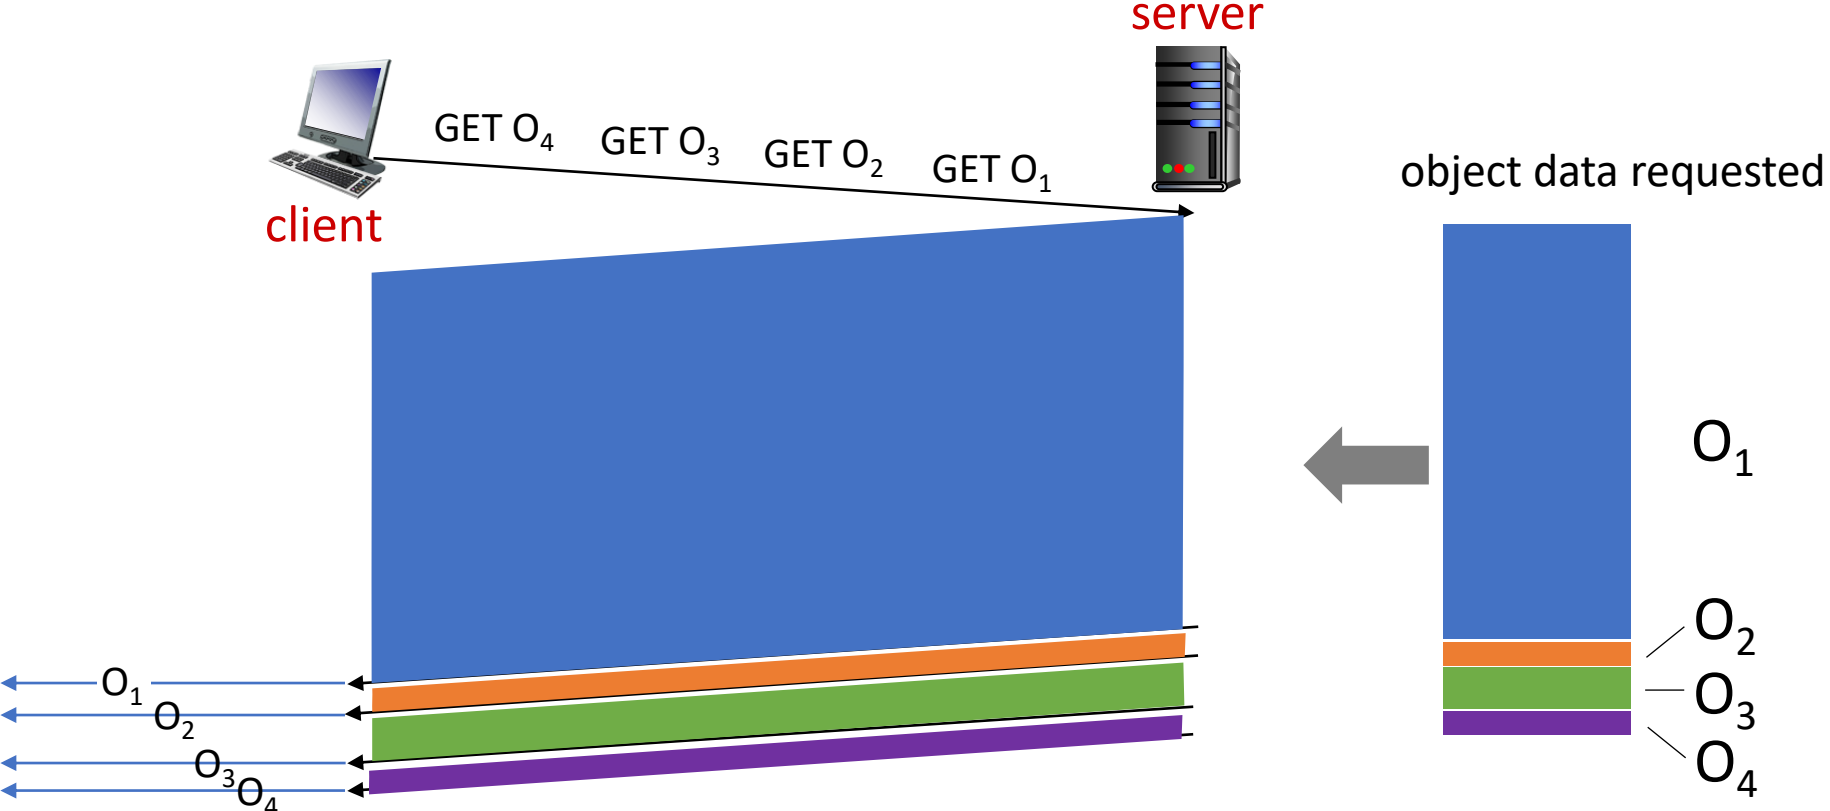 server
GET O₄ GET O₃ GET O₂ GET O₁
object data requested
client
O₁
O₂
O₃
O₄
O₁
O₂
O₃
O₄